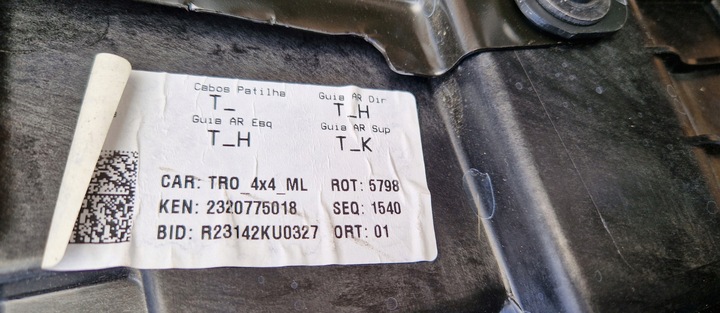 Cabos Patilha Guia AR Dir
T_ T_H
Guia AR Esq Guia AR Sup
T_H T_K
CAR: TRO_4x4_ML ROT: 5798
KEN: 2320775018 SEQ: 1540
BID: R23142KU0327 ORT: 01